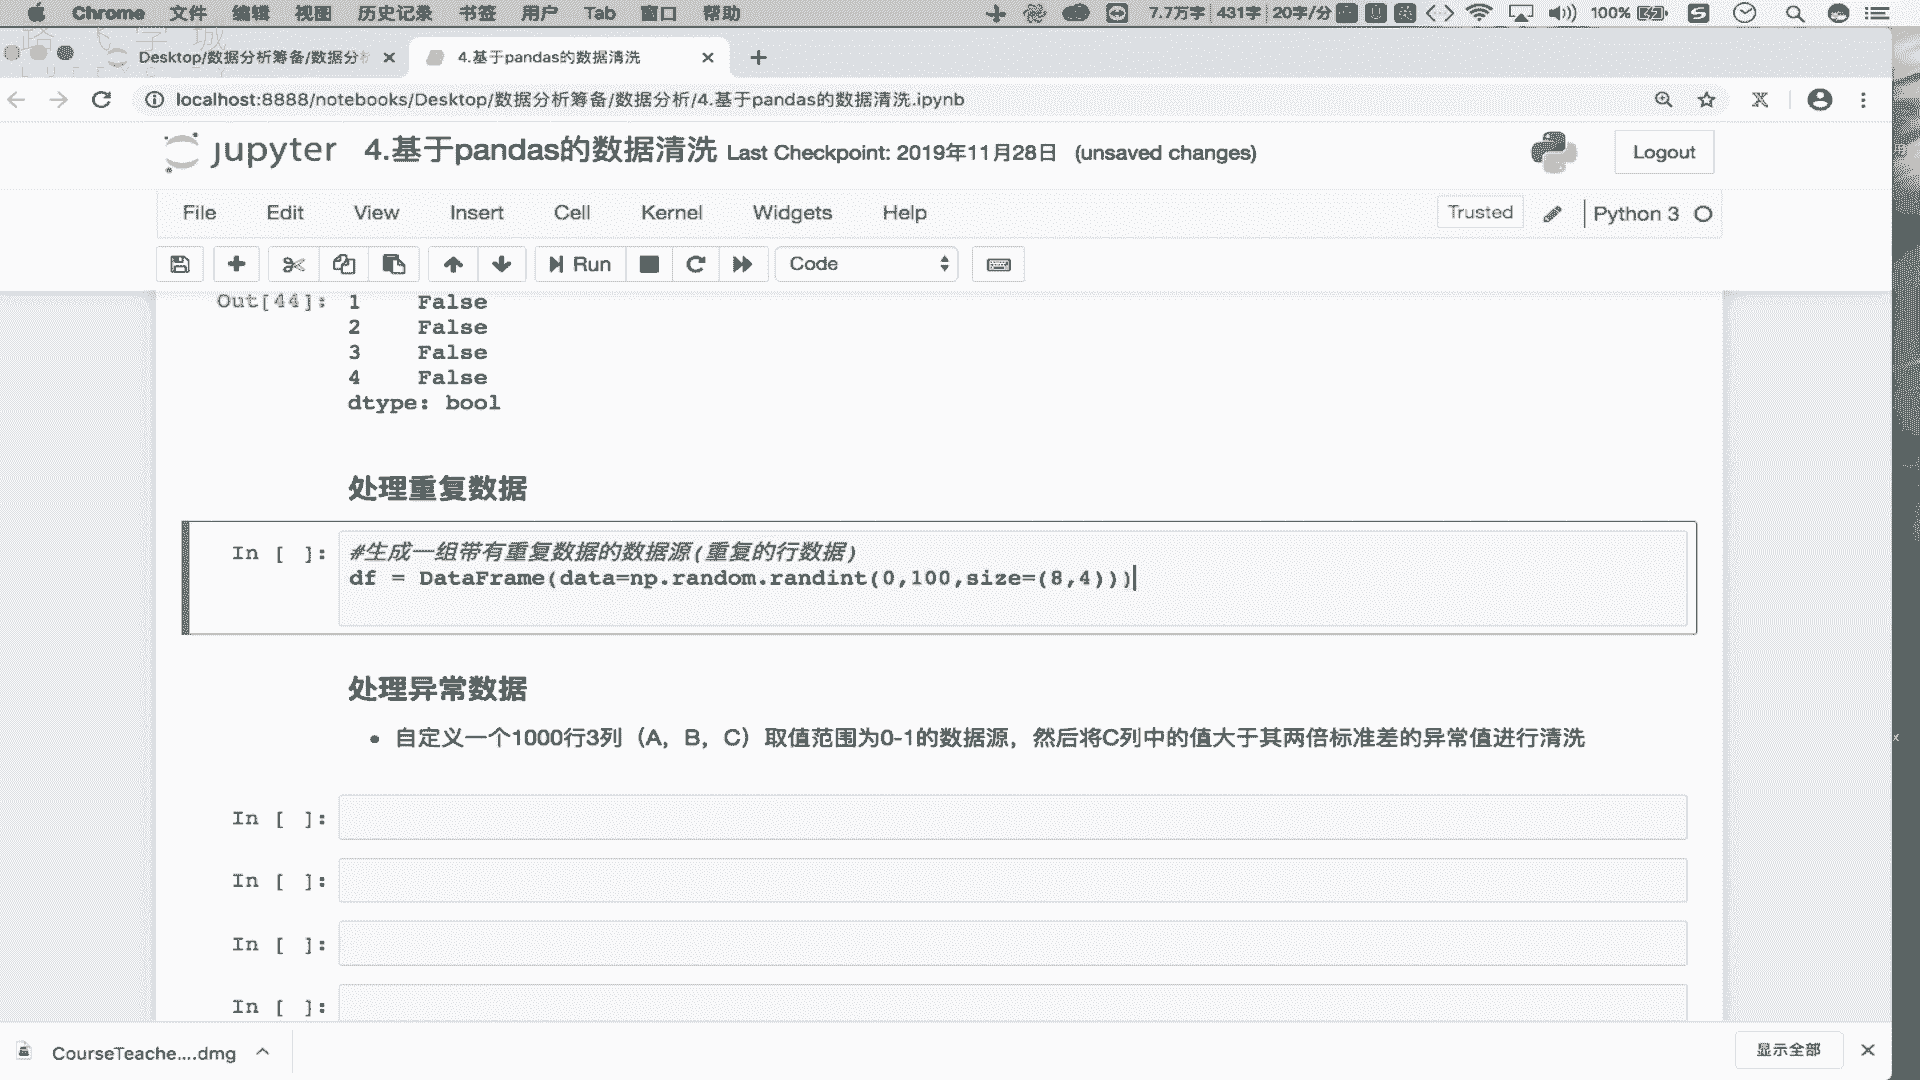 Chrome 文件 编辑 视图 历史记录 书签 用户 Tab 窗口 帮助 7.7万字 431字 20字/分 100%
Desktop/数据分析筹备/数据分析
4.基于pandas的数据清洗
localhost:8888/notebooks/Desktop/数据分析筹备/数据分析/4.基于pandas的数据清洗.ipynb
jupyter 4.基于pandas的数据清洗 Last Checkpoint: 2019年11月28日 (unsaved changes)
Logout
File Edit View Insert Cell Kernel Widgets Help
Trusted
Python 3
Run
Code
Out[44]: 1 False
2 False
3 False
4 False
dtype: bool
处理重复数据
In [ ]: #生成一组带有重复数据的数据源(重复的行数据)
df = DataFrame(data=np.random.randint(0,100,size=(8,4)))
处理异常数据
• 自定义一个1000行3列（A，B，C）取值范围为0-1的数据源，然后将C列中的值大于其两倍标准差的异常值进行清洗
In [ ]:
In [ ]:
In [ ]:
In [ ]:
CourseTeache....dmg
显示全部